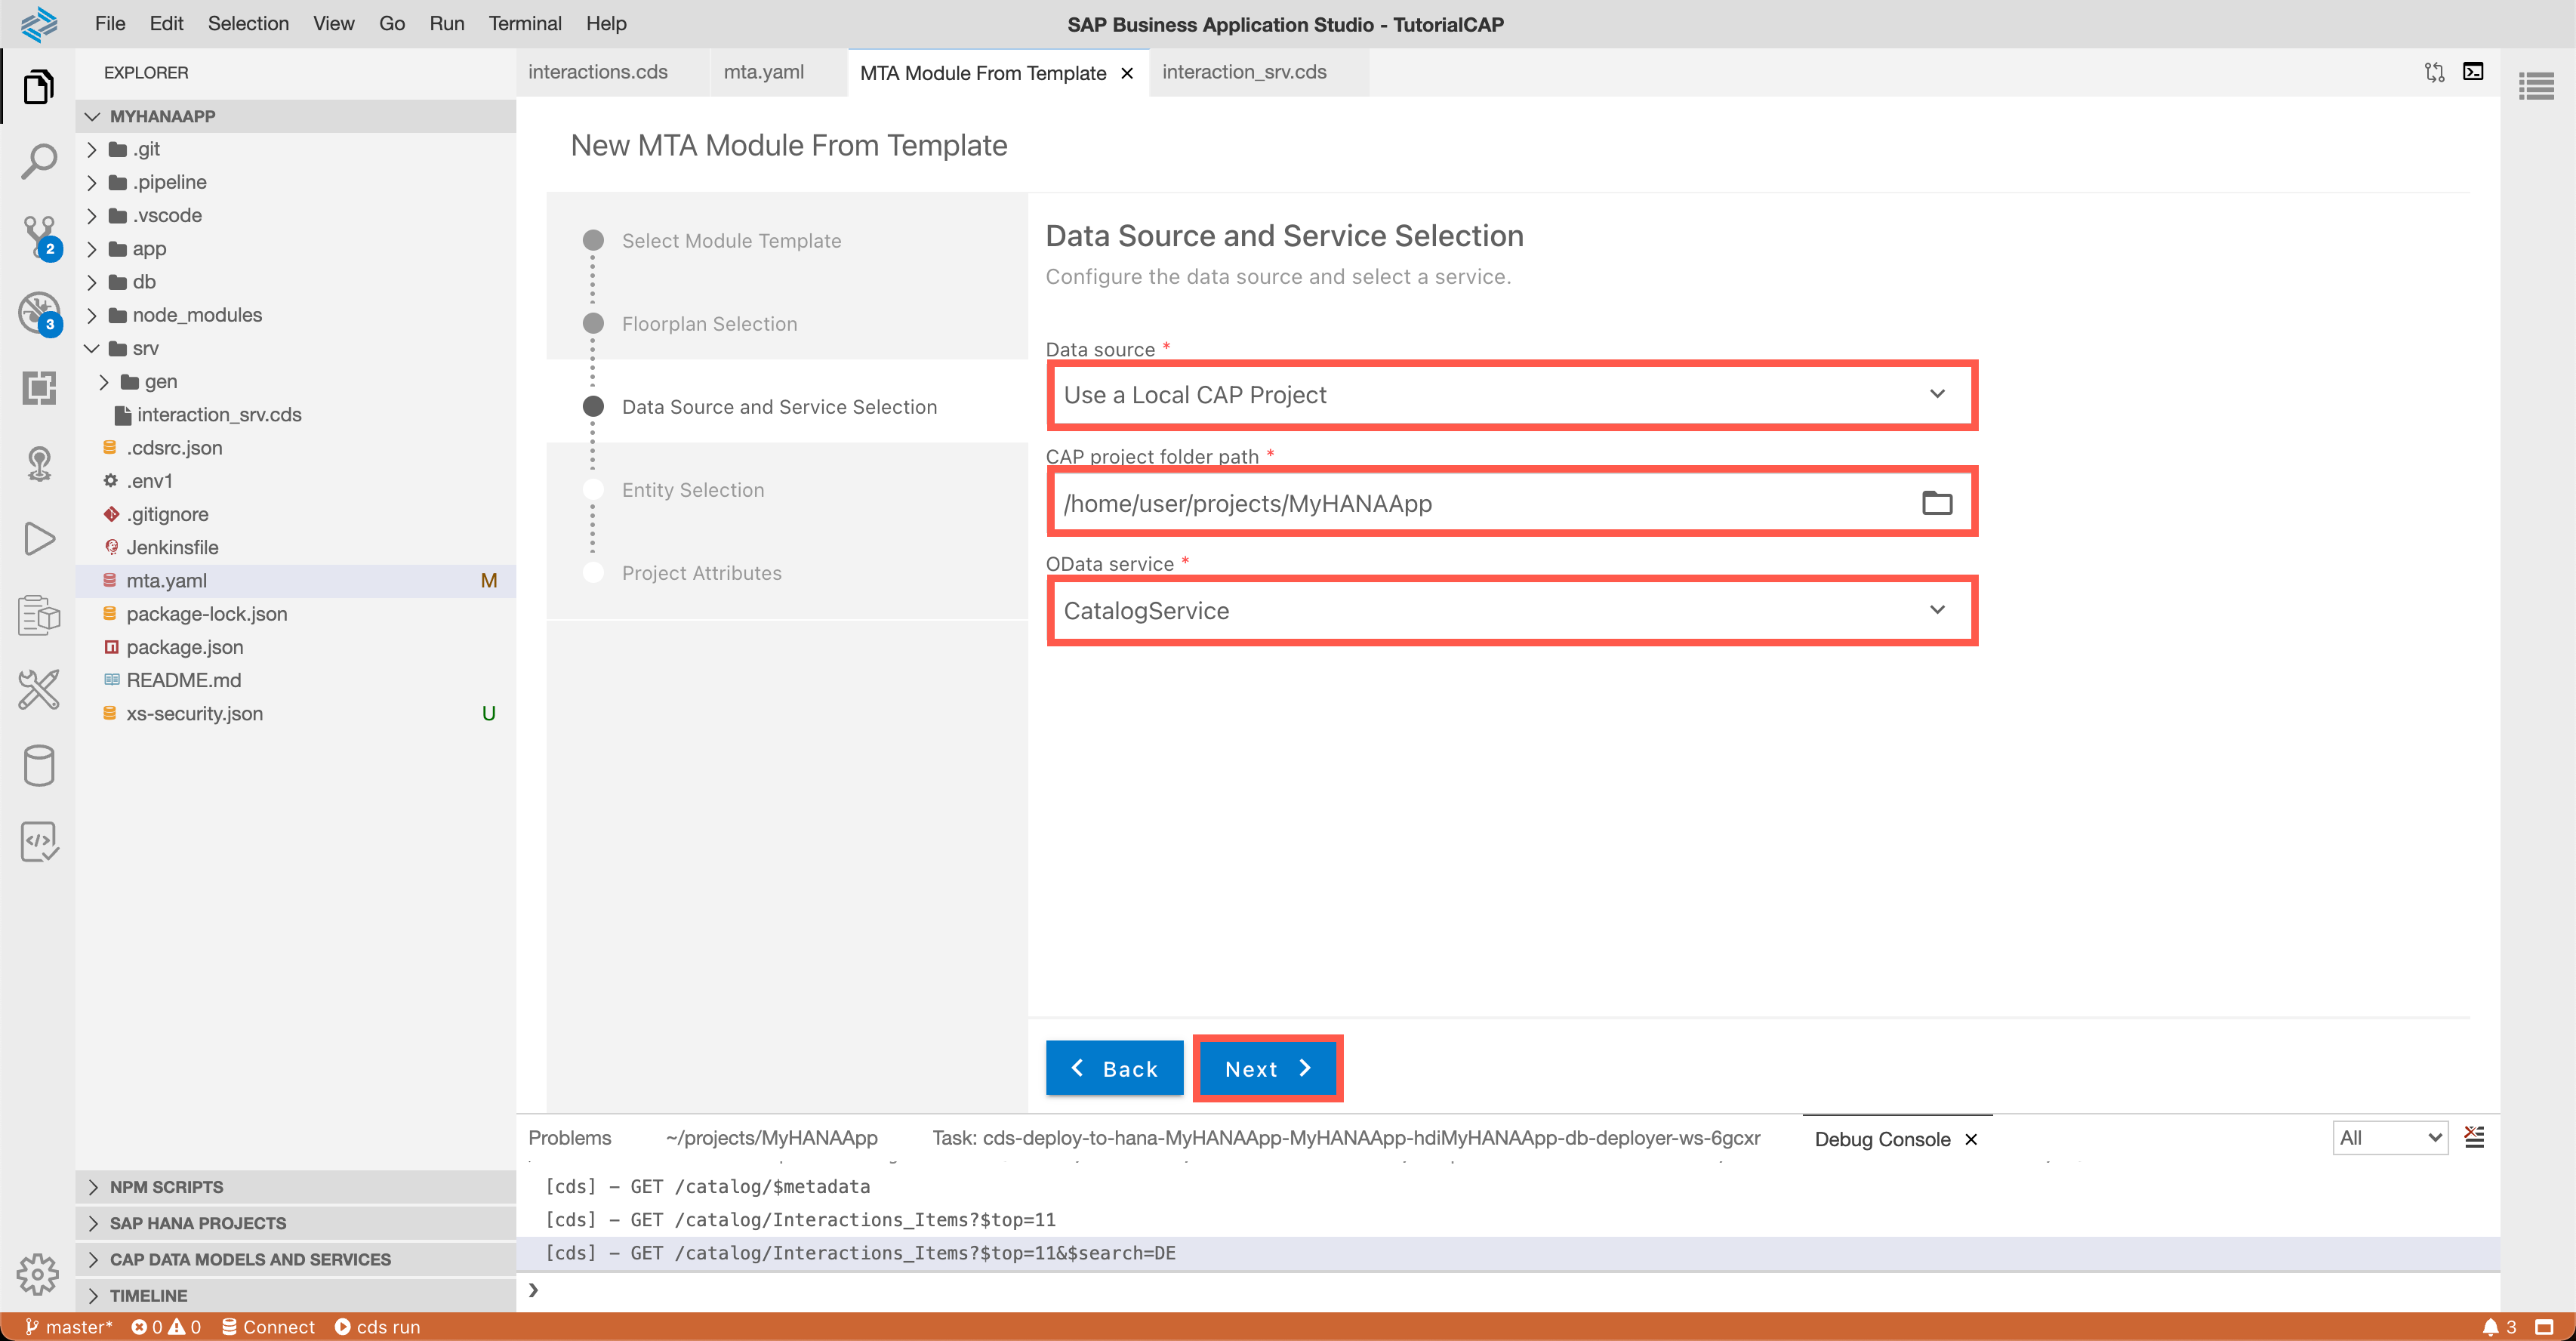 File Edit Selection View Go Run Terminal Help
SAP Business Application Studio - TutorialCAP
EXPLORER
MYHANAAPP
.git
.pipeline
.vscode
app
db
node_modules
srv
gen
interaction_srv.cds
.cdsrc.json
.env1
.gitignore
Jenkinsfile
mta.yaml M
package-lock.json
package.json
README.md
xs-security.json U
NPM SCRIPTS
SAP HANA PROJECTS
CAP DATA MODELS AND SERVICES
TIMELINE
2
3
interactions.cds mta.yaml MTA Module From Template interaction_srv.cds
New MTA Module From Template
Select Module Template
Floorplan Selection
Data Source and Service Selection
Entity Selection
Project Attributes
Data Source and Service Selection
Configure the data source and select a service.
Data source *
Use a Local CAP Project
CAP project folder path *
/home/user/projects/MyHANAApp
OData service *
CatalogService
Back Next
Problems ~/projects/MyHANAApp Task: cds-deploy-to-hana-MyHANAApp-MyHANAApp-hdiMyHANAApp-db-deployer-ws-6gcxr Debug Console All
[cds] – GET /catalog/$metadata
[cds] – GET /catalog/Interactions_Items?$top=11
[cds] – GET /catalog/Interactions_Items?$top=11&$search=DE
master* 0 0 Connect cds run 3